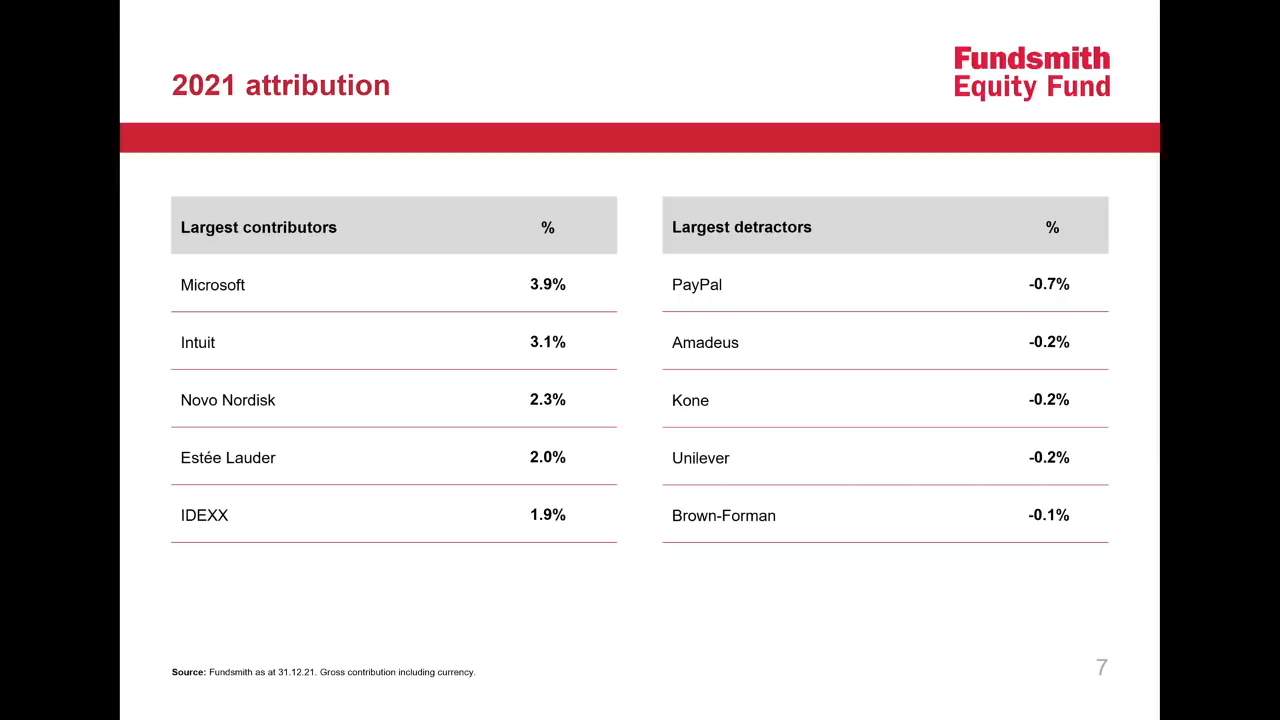 2021 attribution
Fundsmith
Equity Fund
Largest contributors %
Microsoft 3.9%
Intuit 3.1%
Novo Nordisk 2.3%
Estée Lauder 2.0%
IDEXX 1.9%
Largest detractors %
PayPal -0.7%
Amadeus -0.2%
Kone -0.2%
Unilever -0.2%
Brown-Forman -0.1%
Source: Fundsmith as at 31.12.21. Gross contribution including currency.
7